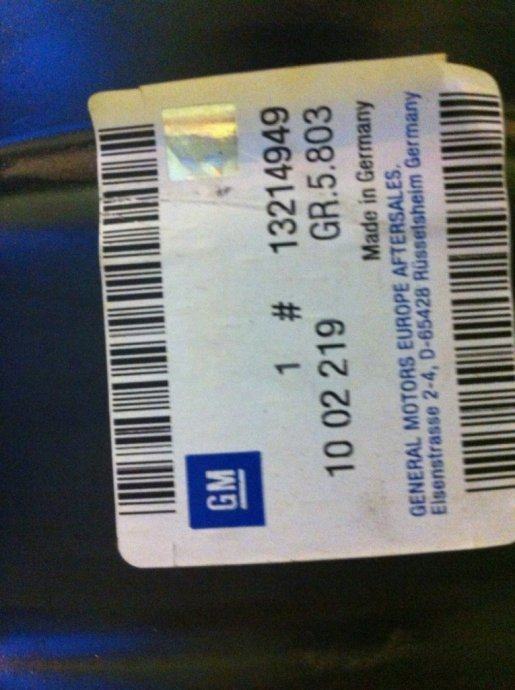 GM
1 # 13214949
10 02 219 GR.5.803
Made in Germany
GENERAL MOTORS EUROPE AFTERSALES.
Eisenstrasse 2-4, D-65428 Rüsselsheim Germany